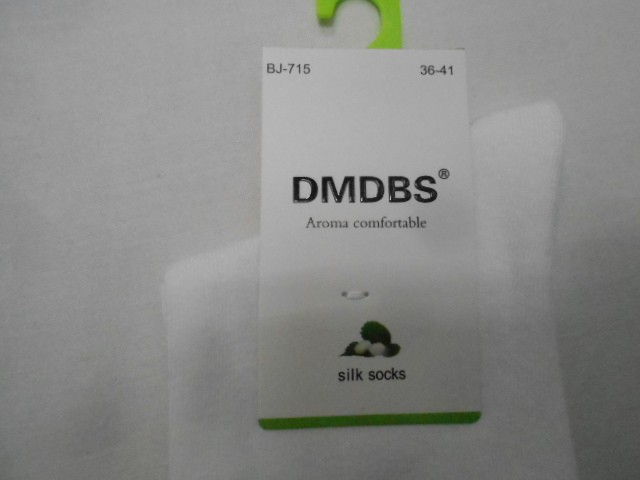 BJ-715 36-41
DMDBS®
Aroma comfortable
silk socks